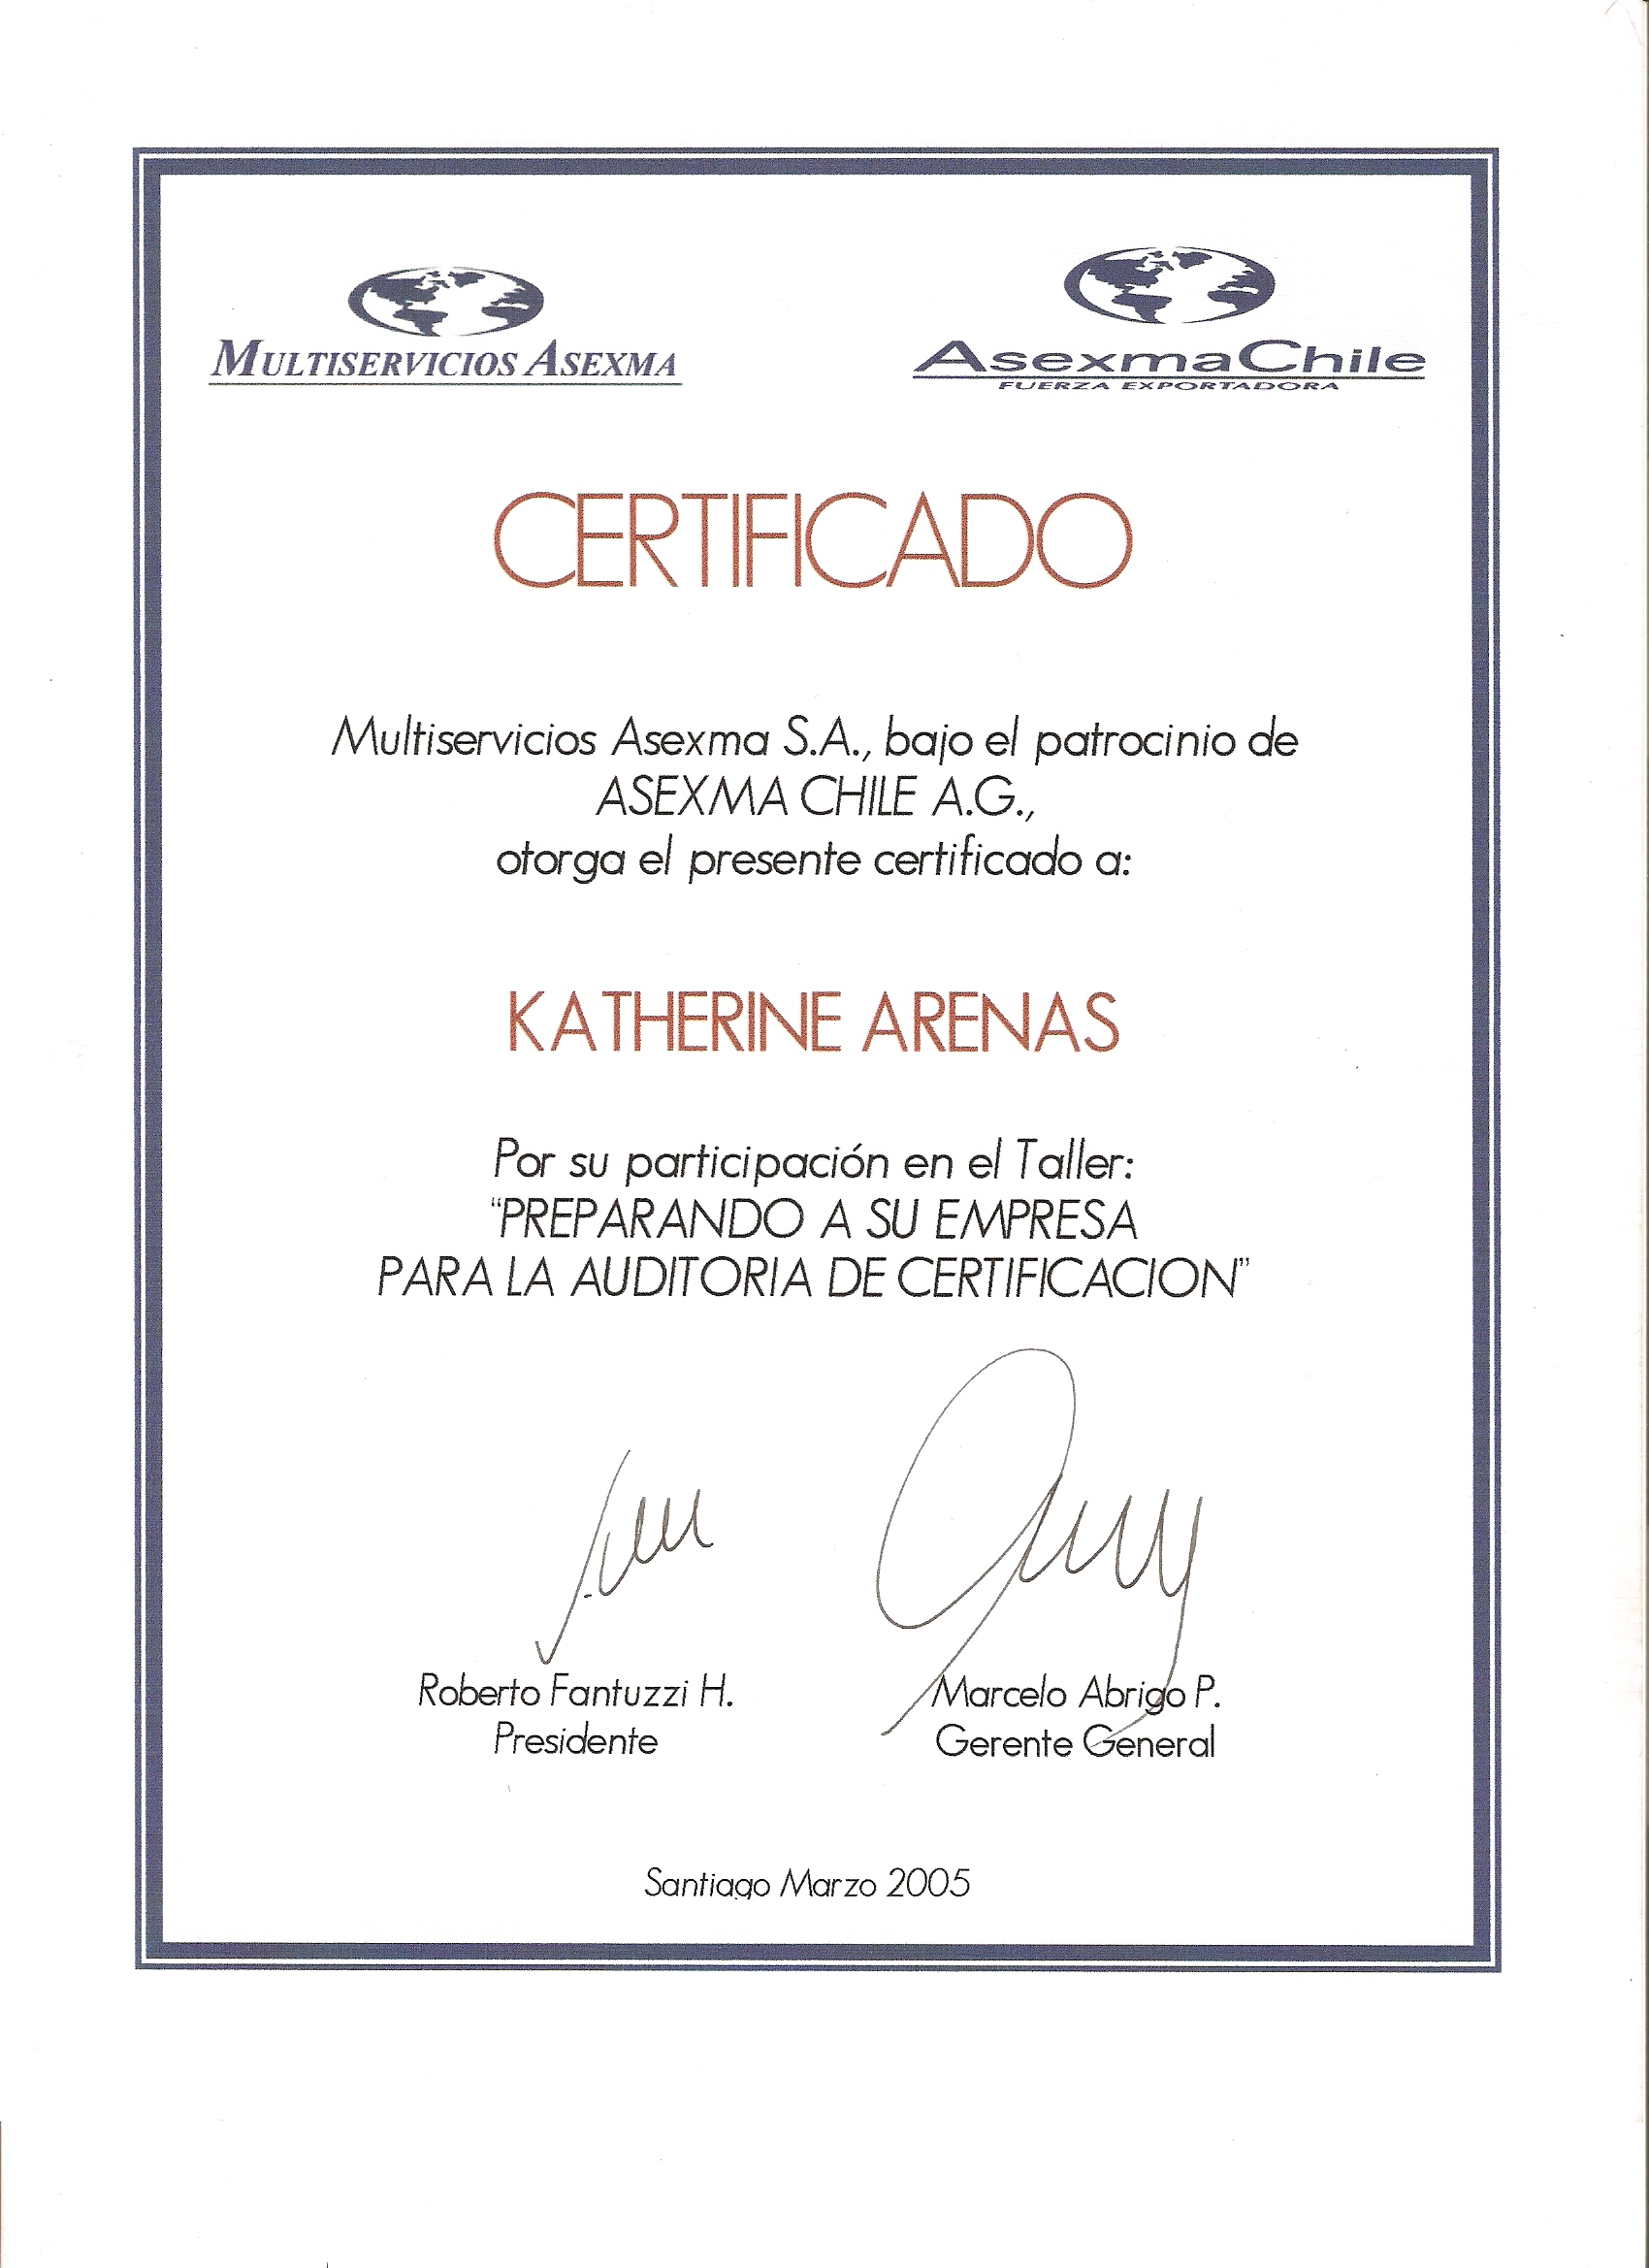 MULTISERVICIOS ASEXMA
AsexmaChile
FUERZA EXPORTADORA
CERTIFICADO
Multiservicios Asexma S.A., bajo el patrocinio de
ASEXMA CHILE A.G.,
otorga el presente certificado a:
KATHERINE ARENAS
Por su participación en el Taller:
"PREPARANDO A SU EMPRESA
PARA LA AUDITORIA DE CERTIFICACION"
Roberto Fantuzzi H.
Presidente
Marcelo Abrigo P.
Gerente General
Santiago Marzo 2005